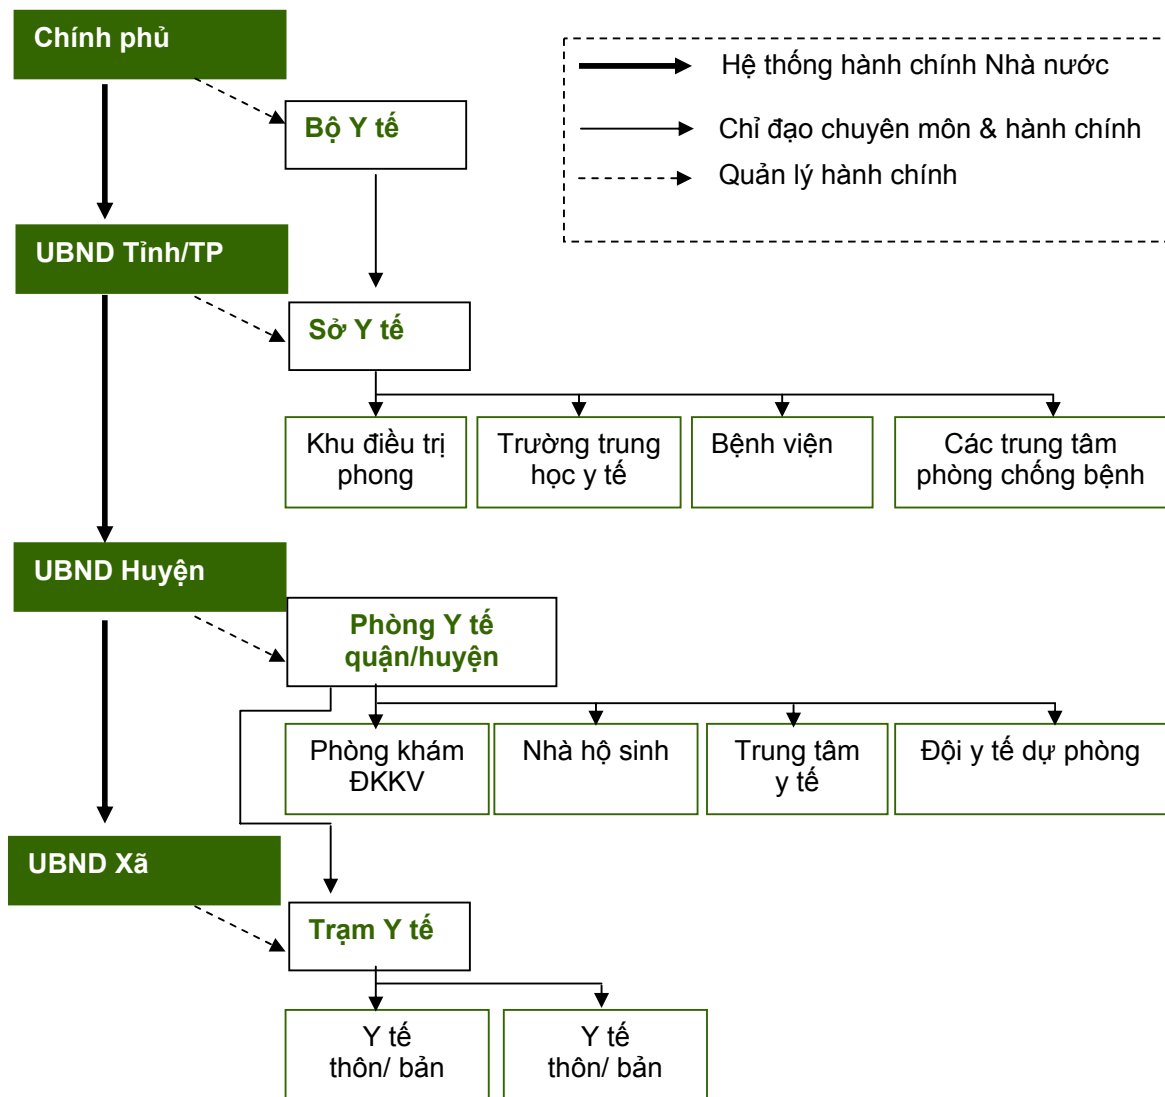 Chính phủ
Hệ thống hành chính Nhà nước
Bộ Y tế
Chỉ đạo chuyên môn & hành chính
Quản lý hành chính
UBND Tỉnh/TP
Sở Y tế
Khu điều trị
phong
Trường trung
học y tế
Bệnh viện
Các trung tâm
phòng chống bệnh
UBND Huyện
Phòng Y tế
quận/huyện
Phòng khám
ĐKKV
Nhà hộ sinh
Trung tâm
y tế
Đội y tế dự phòng
UBND Xã
Trạm Y tế
Y tế
thôn/ bản
Y tế
thôn/ bản